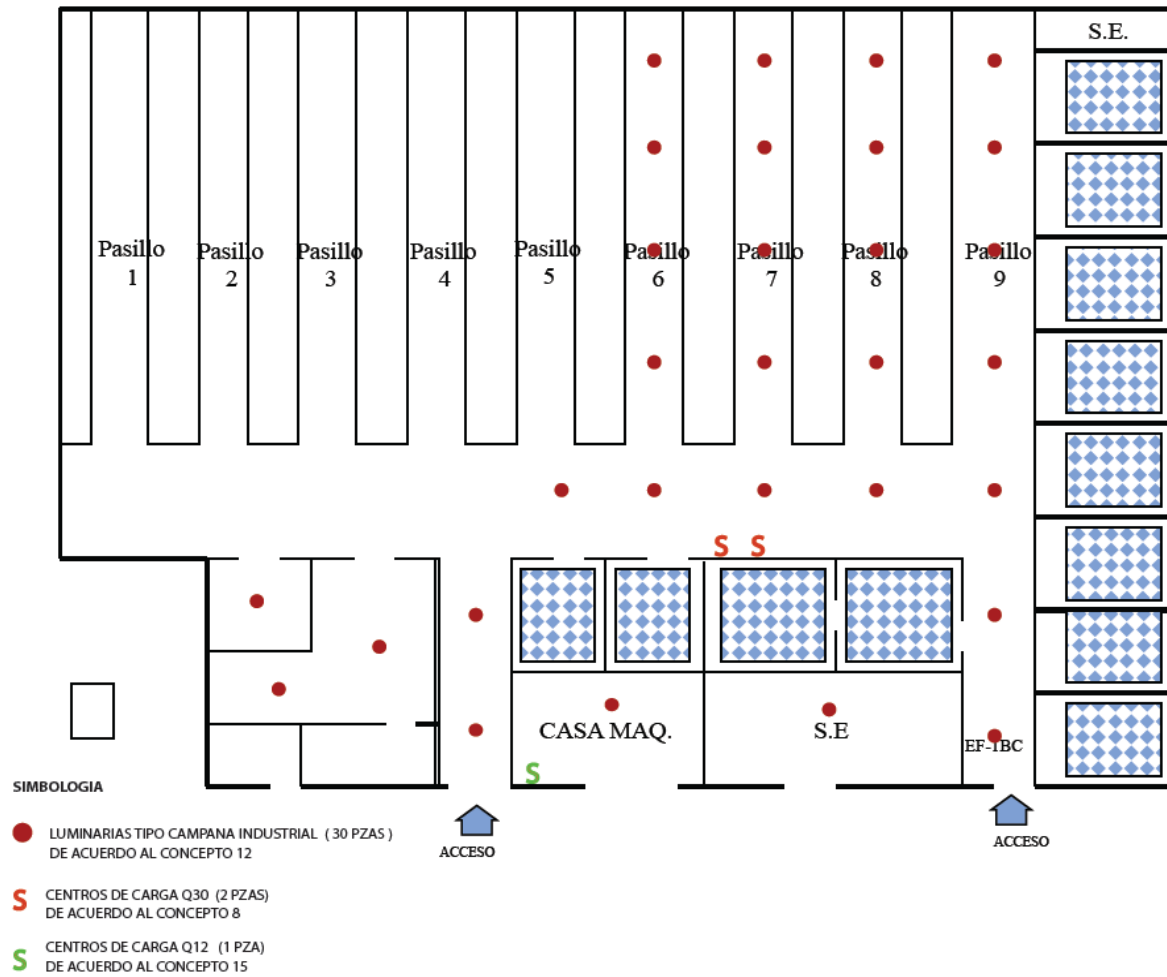 S.E.
Pasillo
1
Pasillo
2
Pasillo
3
Pasillo
4
Pasillo
5
Pasillo
6
Pasillo
7
Pasillo
8
Pasillo
9
S S
CASA MAQ.
S.E
EF-1BC
S
ACCESO
ACCESO
SIMBOLOGIA
LUMINARIAS TIPO CAMPANA INDUSTRIAL ( 30 PZAS )
DE ACUERDO AL CONCEPTO 12
S CENTROS DE CARGA Q30 (2 PZAS)
DE ACUERDO AL CONCEPTO 8
S CENTROS DE CARGA Q12 (1 PZA)
DE ACUERDO AL CONCEPTO 15